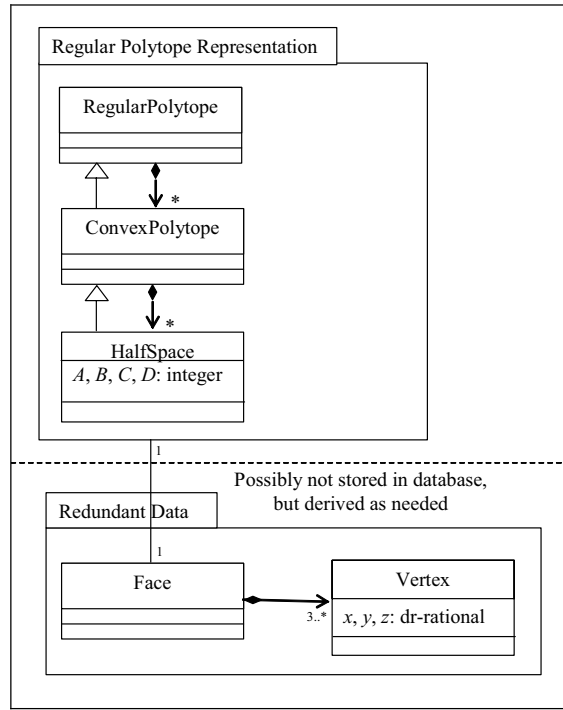 Regular Polytope Representation
RegularPolytope
*
ConvexPolytope
*
HalfSpace
A, B, C, D: integer
1
Possibly not stored in database,
but derived as needed
Redundant Data
1
Face
Vertex
3..*
x, y, z: dr-rational